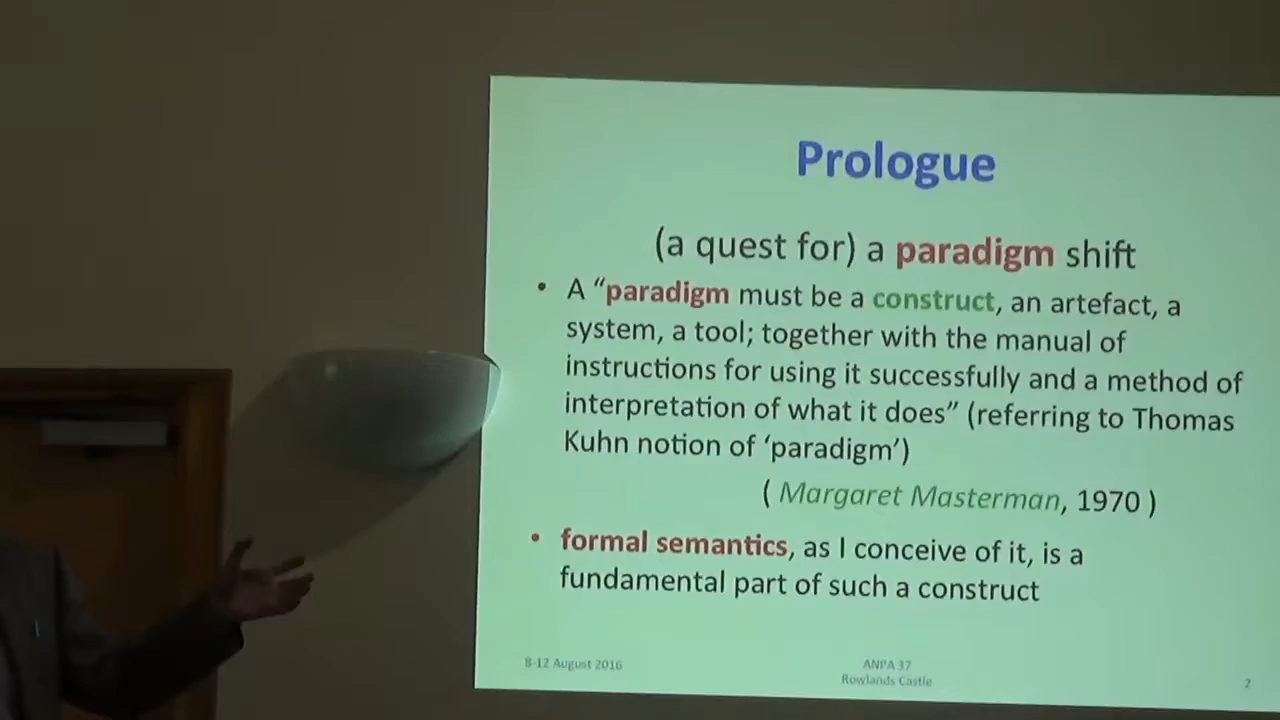 Prologue
(a quest for) a paradigm shift
• A “paradigm must be a construct, an artefact, a
system, a tool; together with the manual of
instructions for using it successfully and a method of
interpretation of what it does” (referring to Thomas
Kuhn notion of ‘paradigm’)
( Margaret Masterman, 1970 )
• formal semantics, as I conceive of it, is a
fundamental part of such a construct
8-12 August 2016
ANPA 37
Rowlands Castle
2